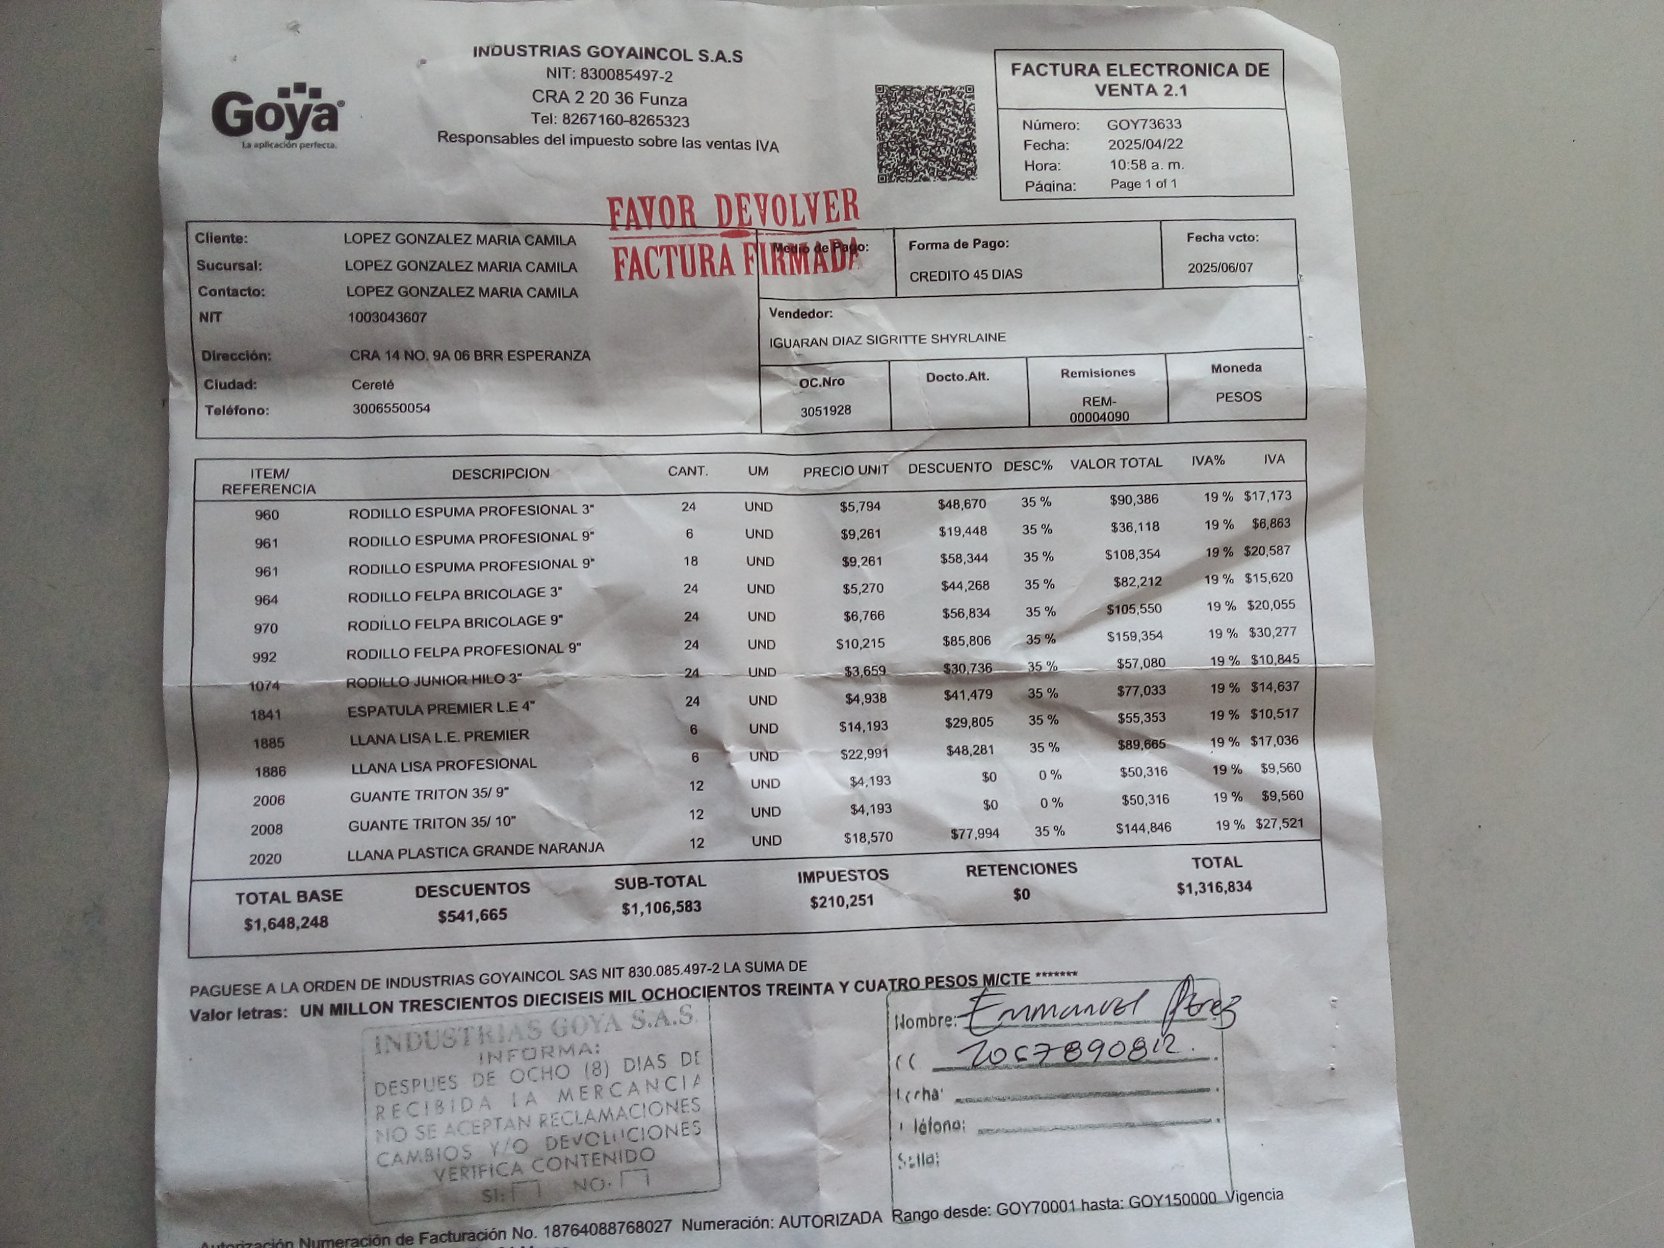 Goya®
La aplicación perfecta.
INDUSTRIAS GOYAINCOL S.A.S
NIT: 830085497-2
CRA 2 20 36 Funza
Tel: 8267160-8265323
Responsables del impuesto sobre las ventas IVA
FACTURA ELECTRONICA DE
VENTA 2.1
Número: GOY73633
Fecha: 2025/04/22
Hora: 10:58 a. m.
Página: Page 1 of 1
FAVOR DEVOLVER
FACTURA FIRMADA
Cliente: LOPEZ GONZALEZ MARIA CAMILA
Sucursal: LOPEZ GONZALEZ MARIA CAMILA
Contacto: LOPEZ GONZALEZ MARIA CAMILA
NIT 1003043607
Dirección: CRA 14 NO. 9A 06 BRR ESPERANZA
Ciudad: Cereté
Teléfono: 3006550054
Medio de Pago:
Forma de Pago:
CREDITO 45 DIAS
Fecha vcto:
2025/06/07
Vendedor:
IGUARAN DIAZ SIGRITTE SHYRLAINE
OC.Nro Docto.Alt. Remisiones Moneda
3051928 REM-00004090 PESOS
ITEM/REFERENCIA DESCRIPCION CANT. UM PRECIO UNIT DESCUENTO DESC% VALOR TOTAL IVA% IVA
960 RODILLO ESPUMA PROFESIONAL 3" 24 UND $5,794 $48,670 35 % $90,386 19 % $17,173
961 RODILLO ESPUMA PROFESIONAL 9" 6 UND $9,261 $19,448 35 % $36,118 19 % $6,863
961 RODILLO ESPUMA PROFESIONAL 9" 18 UND $9,261 $58,344 35 % $108,354 19 % $20,587
964 RODILLO FELPA BRICOLAGE 3" 24 UND $5,270 $44,268 35 % $82,212 19 % $15,620
970 RODILLO FELPA BRICOLAGE 9" 24 UND $6,766 $56,834 35 % $105,550 19 % $20,055
992 RODILLO FELPA PROFESIONAL 9" 24 UND $10,215 $85,806 35 % $159,354 19 % $30,277
1074 RODILLO JUNIOR HILO 3" 24 UND $3,659 $30,736 35 % $57,080 19 % $10,845
1841 ESPATULA PREMIER L.E 4" 24 UND $4,938 $41,479 35 % $77,033 19 % $14,637
1885 LLANA LISA L.E. PREMIER 6 UND $14,193 $29,805 35 % $55,353 19 % $10,517
1886 LLANA LISA PROFESIONAL 6 UND $22,991 $48,281 35 % $89,665 19 % $17,036
2006 GUANTE TRITON 35/ 9" 12 UND $4,193 $0 0 % $50,316 19 % $9,560
2008 GUANTE TRITON 35/ 10" 12 UND $4,193 $0 0 % $50,316 19 % $9,560
2020 LLANA PLASTICA GRANDE NARANJA 12 UND $18,570 $77,994 35 % $144,846 19 % $27,521
TOTAL BASE DESCUENTOS SUB-TOTAL IMPUESTOS RETENCIONES TOTAL
$1,648,248 $541,665 $1,106,583 $210,251 $0 $1,316,834
PAGUESE A LA ORDEN DE INDUSTRIAS GOYAINCOL SAS NIT 830.085.497-2 LA SUMA DE
Valor letras: UN MILLON TRESCIENTOS DIECISEIS MIL OCHOCIENTOS TREINTA Y CUATRO PESOS M/CTE *******
INDUSTRIAS GOYA S.A.S.
INFORMA:
DESPUES DE OCHO (8) DIAS DE
RECIBIDA LA MERCANCIA
NO SE ACEPTAN RECLAMACIONES
CAMBIOS Y/O DEVOLUCIONES
VERIFICA CONTENIDO
SI: NO:
Nombre: Emmanuel Perez
CC 1067890812.
Fecha:
Teléfono:
Sello:
Autorización Numeración de Facturación No. 18764088768027 Numeración: AUTORIZADA Rango desde: GOY70001 hasta: GOY150000 Vigencia